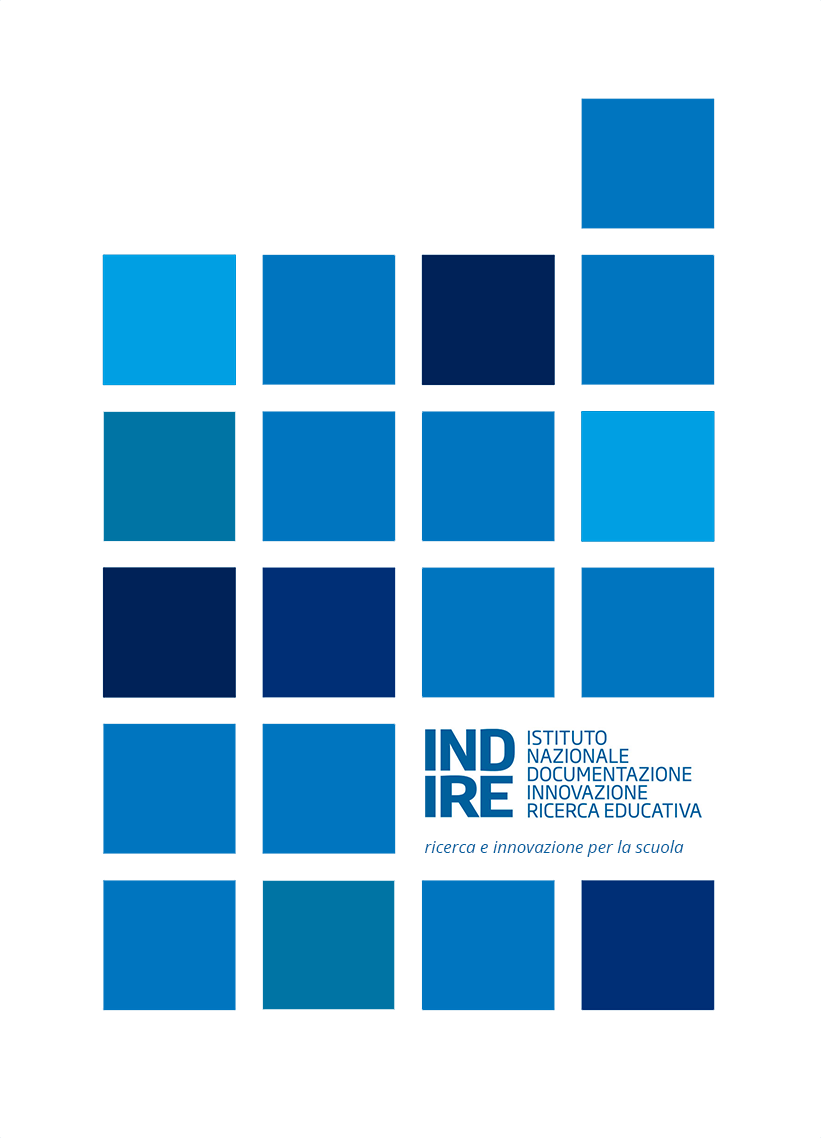 IND
IRE
ISTITUTO
NAZIONALE
DOCUMENTAZIONE
INNOVAZIONE
RICERCA EDUCATIVA
ricerca e innovazione per la scuola